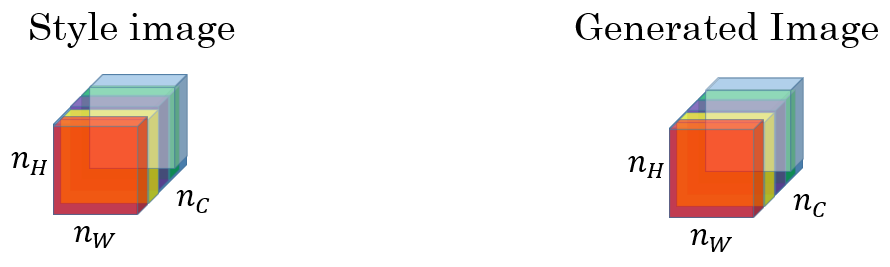 Style image
Generated Image
n_H
n_C
n_W
n_H
n_C
n_W